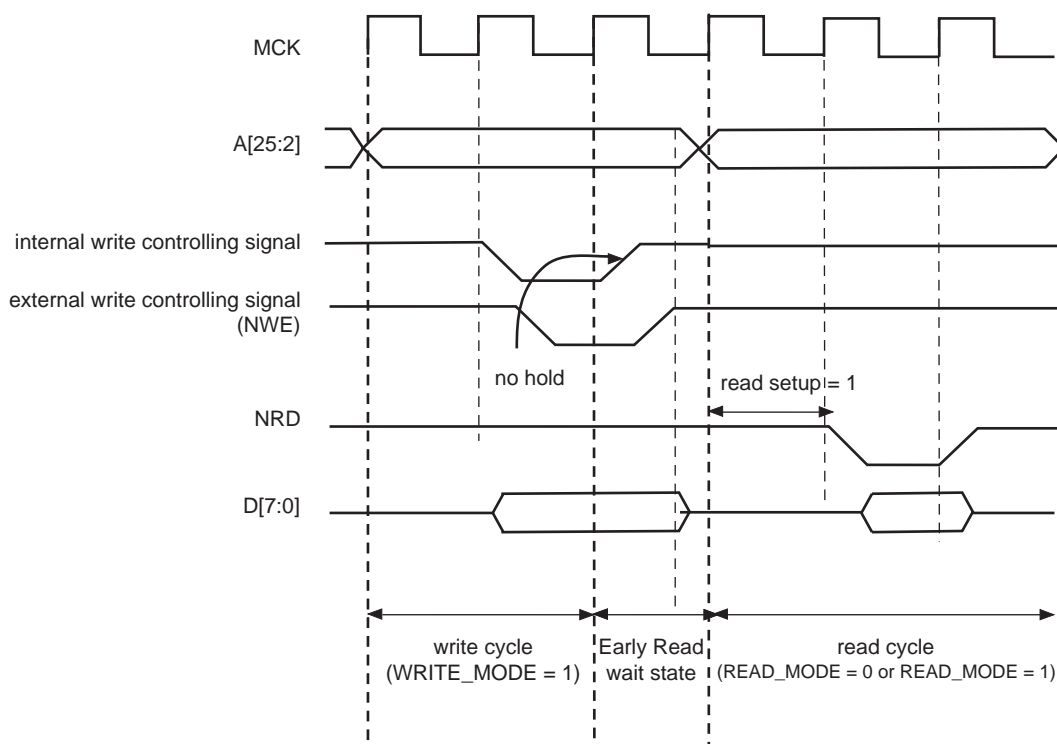 MCK
A[25:2]
internal write controlling signal
external write controlling signal
(NWE)
no hold
read setup = 1
NRD
D[7:0]
write cycle
(WRITE_MODE = 1)
Early Read
wait state
read cycle
(READ_MODE = 0 or READ_MODE = 1)